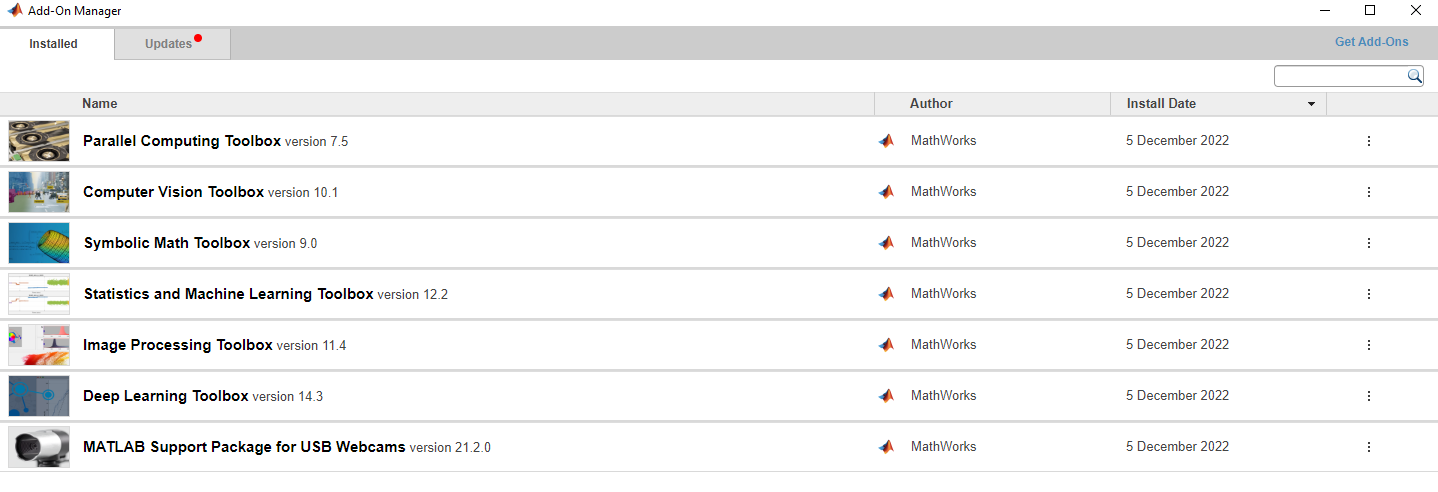 Add-On Manager
Installed Updates Get Add-Ons
Name Author Install Date
Parallel Computing Toolbox version 7.5 MathWorks 5 December 2022
Computer Vision Toolbox version 10.1 MathWorks 5 December 2022
Symbolic Math Toolbox version 9.0 MathWorks 5 December 2022
Statistics and Machine Learning Toolbox version 12.2 MathWorks 5 December 2022
Image Processing Toolbox version 11.4 MathWorks 5 December 2022
Deep Learning Toolbox version 14.3 MathWorks 5 December 2022
MATLAB Support Package for USB Webcams version 21.2.0 MathWorks 5 December 2022